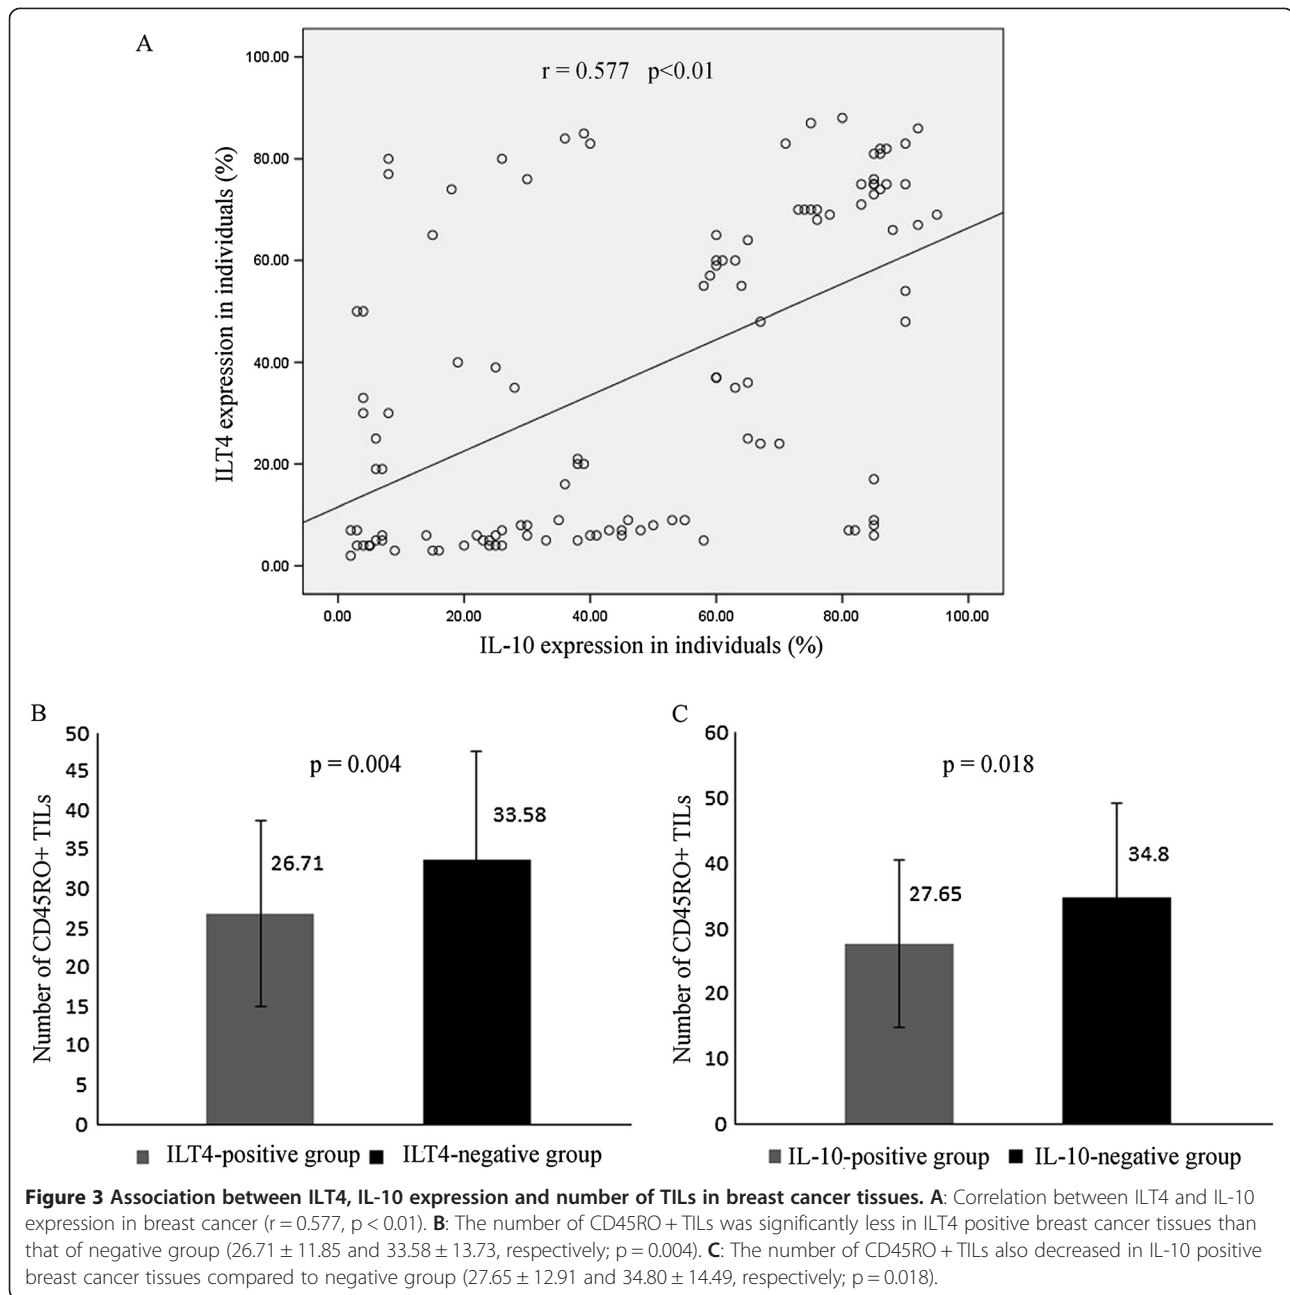 A
r = 0.577 p<0.01
ILT4 expression in individuals (%)
100.00
80.00
60.00
40.00
20.00
0.00
0.00 20.00 40.00 60.00 80.00 100.00
IL-10 expression in individuals (%)
B
p = 0.004
Number of CD45RO+ TILs
50
45
40
35
30
25
20
15
10
5
0
26.71
33.58
ILT4-positive group ILT4-negative group
C
p = 0.018
Number of CD45RO+ TILs
60
50
40
30
20
10
0
27.65
34.8
IL-10-positive group IL-10-negative group
Figure 3 Association between ILT4, IL-10 expression and number of TILs in breast cancer tissues. A: Correlation between ILT4 and IL-10
expression in breast cancer (r = 0.577, p < 0.01). B: The number of CD45RO + TILs was significantly less in ILT4 positive breast cancer tissues than
that of negative group (26.71 ± 11.85 and 33.58 ± 13.73, respectively; p = 0.004). C: The number of CD45RO + TILs also decreased in IL-10 positive
breast cancer tissues compared to negative group (27.65 ± 12.91 and 34.80 ± 14.49, respectively; p = 0.018).